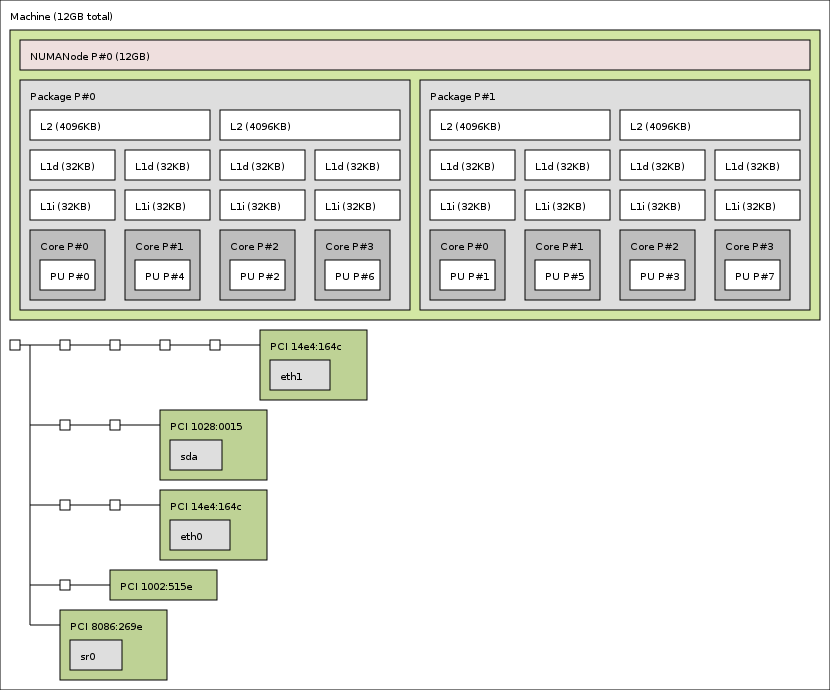 Machine (12GB total)
NUMANode P#0 (12GB)
Package P#0
L2 (4096KB) L2 (4096KB)
L1d (32KB) L1d (32KB) L1d (32KB) L1d (32KB)
L1i (32KB) L1i (32KB) L1i (32KB) L1i (32KB)
Core P#0 Core P#1 Core P#2 Core P#3
PU P#0 PU P#4 PU P#2 PU P#6
Package P#1
L2 (4096KB) L2 (4096KB)
L1d (32KB) L1d (32KB) L1d (32KB) L1d (32KB)
L1i (32KB) L1i (32KB) L1i (32KB) L1i (32KB)
Core P#0 Core P#1 Core P#2 Core P#3
PU P#1 PU P#5 PU P#3 PU P#7
PCI 14e4:164c
eth1
PCI 1028:0015
sda
PCI 14e4:164c
eth0
PCI 1002:515e
PCI 8086:269e
sr0